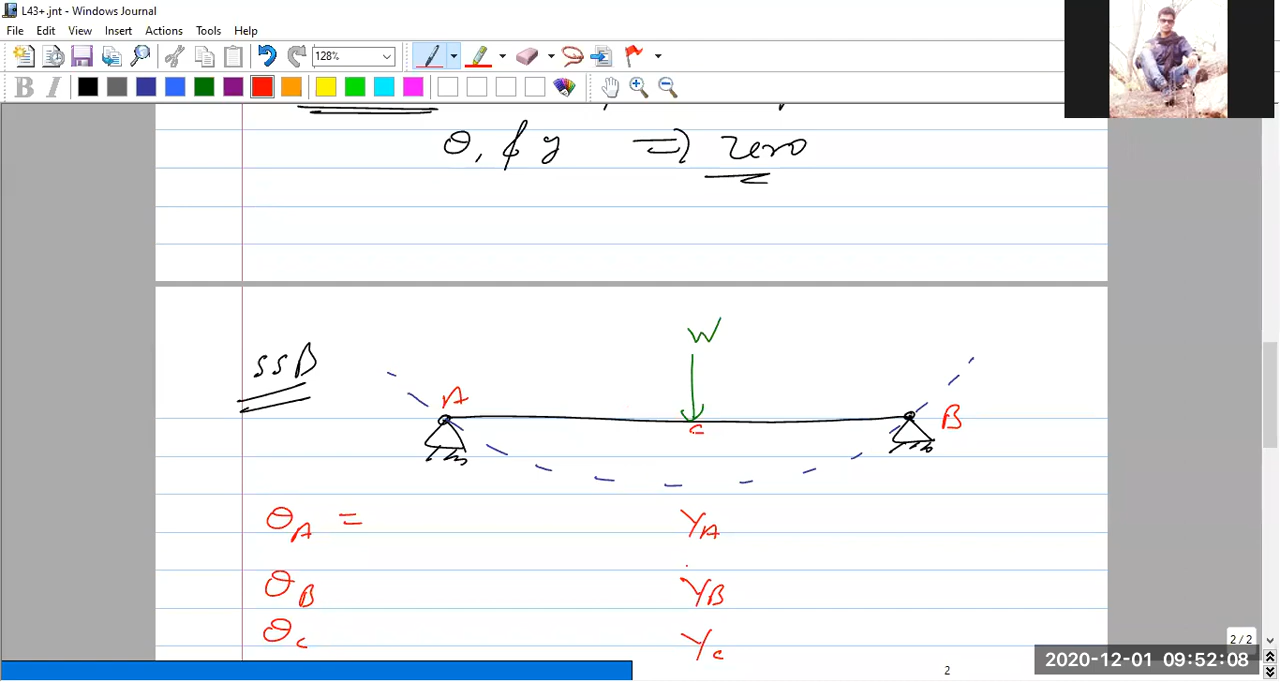 L43+.jnt - Windows Journal
File Edit View Insert Actions Tools Help
128%
B I
θ, & y ⇒ zero
W
SSB
A
B
C
θA = YA
θB YB
θC YC
2 / 2
2
2020-12-01 09:52:08